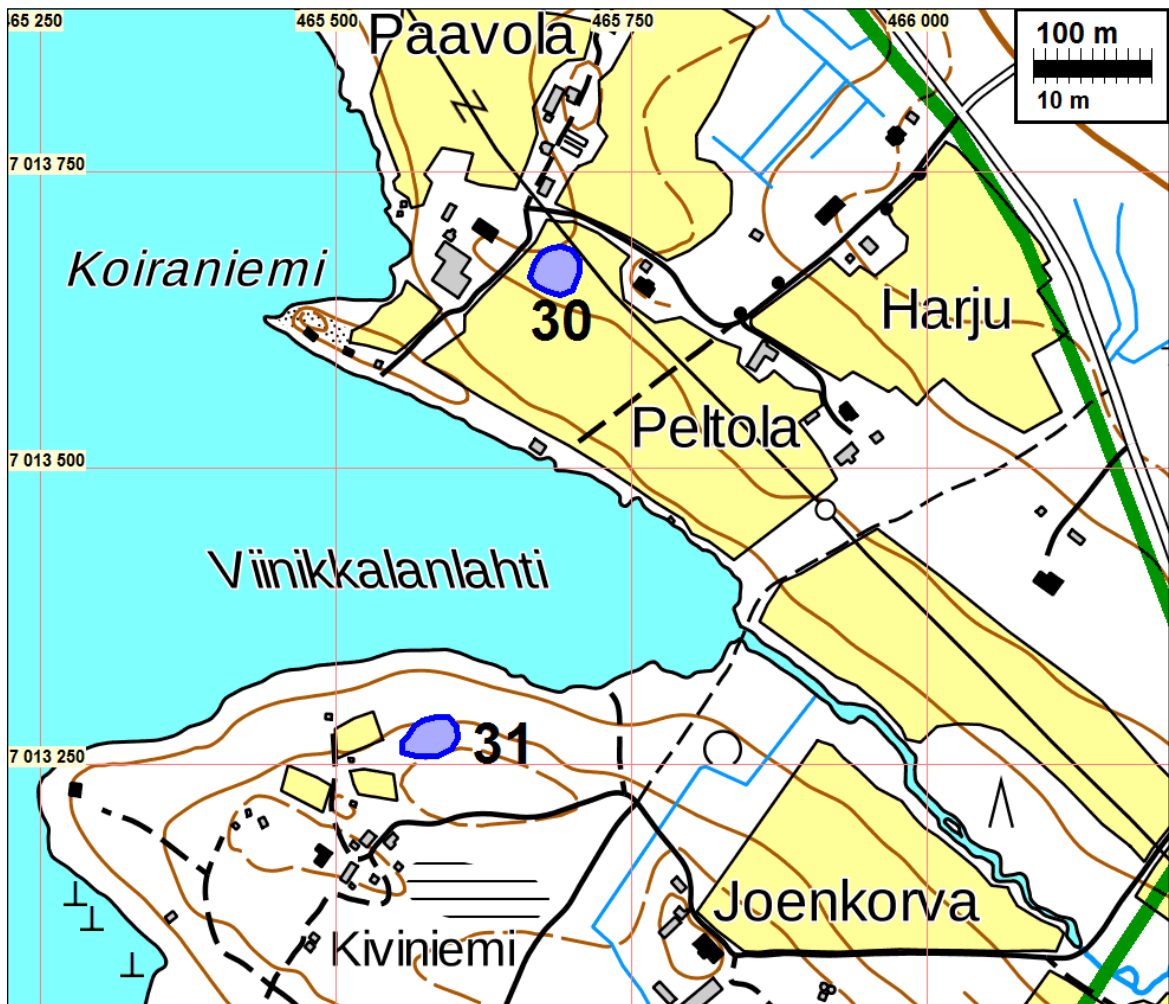 465 250
465 500
465 750
466 000
100 m
10 m
Paavola
7 013 750
Koiraniemi
30
Harju
Peltola
7 013 500
Viinikkalanlahti
31
7 013 250
Joenkorva
Kiviniemi